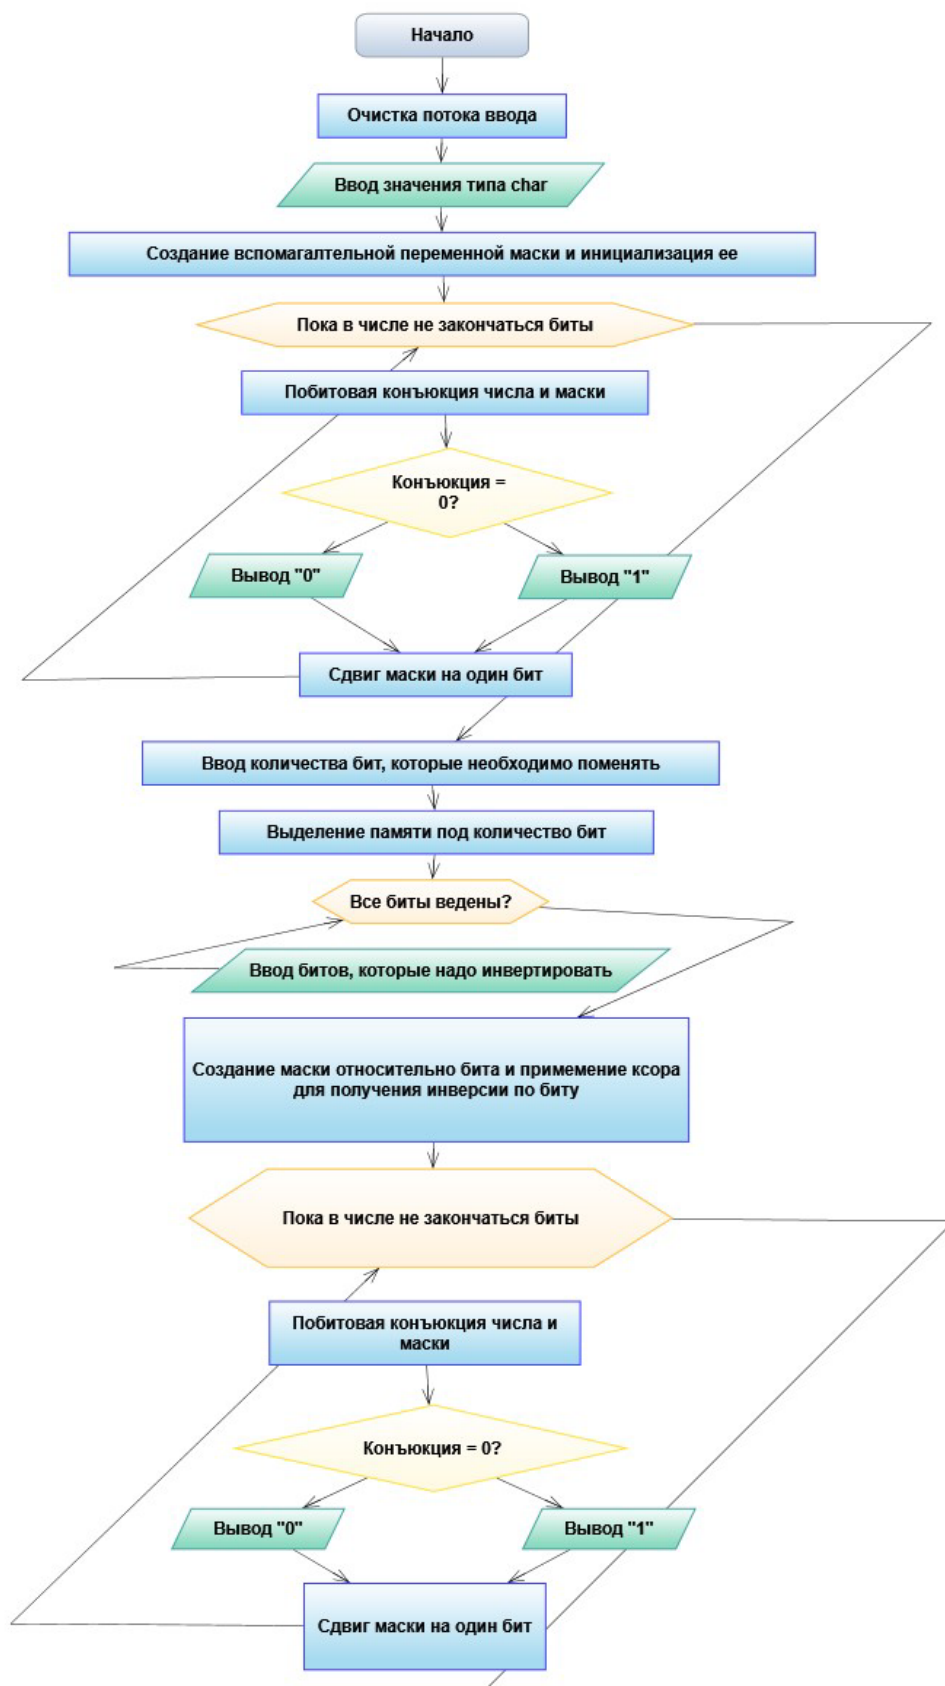 Начало
Очистка потока ввода
Ввод значения типа char
Создание вспомагалтельной переменной маски и инициализация ее
Пока в числе не закончаться биты
Побитовая конъюкция числа и маски
Конъюкция =
0?
Вывод "0"
Вывод "1"
Сдвиг маски на один бит
Ввод количества бит, которые необходимо поменять
Выделение памяти под количество бит
Все биты ведены?
Ввод битов, которые надо инвертировать
Создание маски относительно бита и примемение ксора
для получения инверсии по биту
Пока в числе не закончаться биты
Побитовая конъюкция числа и
маски
Конъюкция = 0?
Вывод "0"
Вывод "1"
Сдвиг маски на один бит